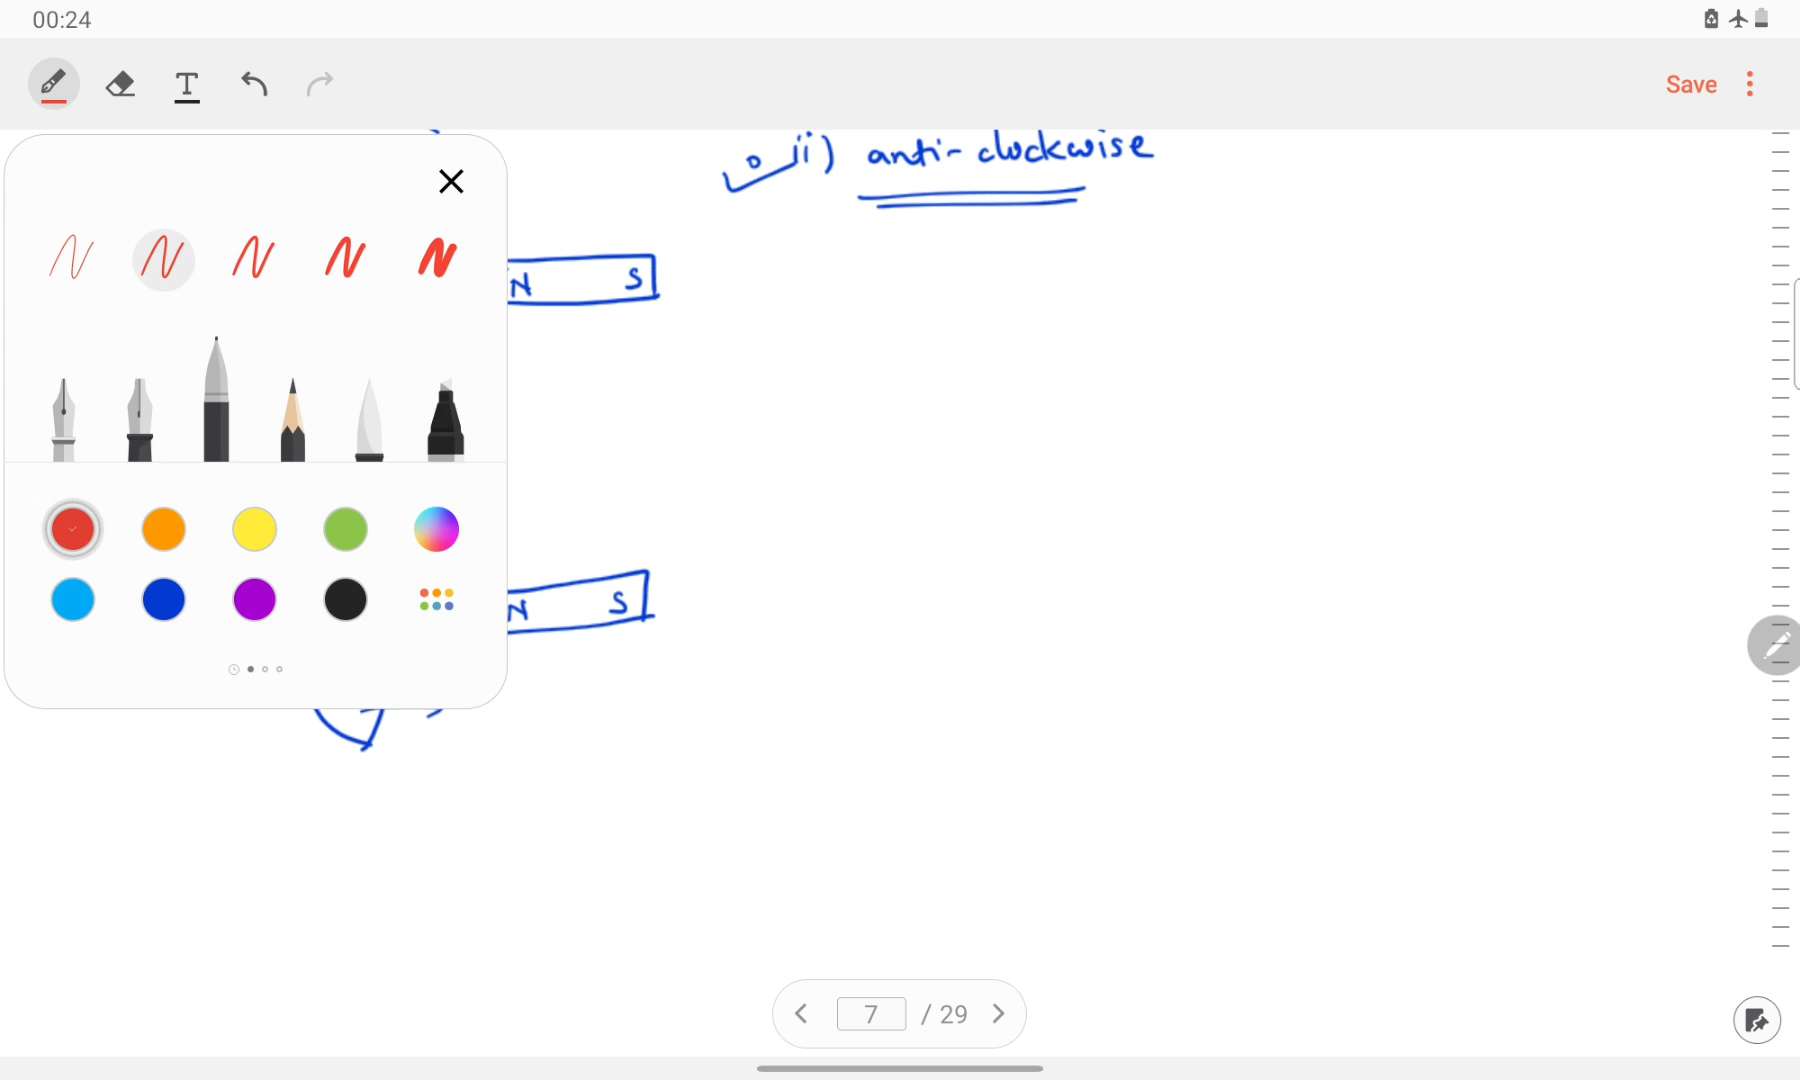 00:24
T
Save
ii) anti-clockwise
N S
N S
7 / 29